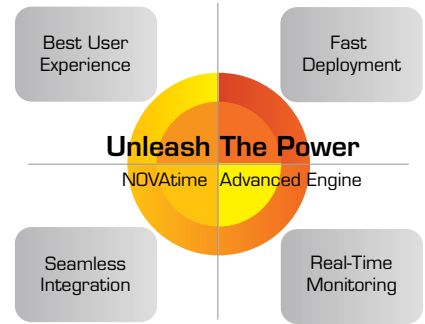 Best User
Experience
Fast
Deployment
Unleash The Power
NOVAtime Advanced Engine
Seamless
Integration
Real-Time
Monitoring